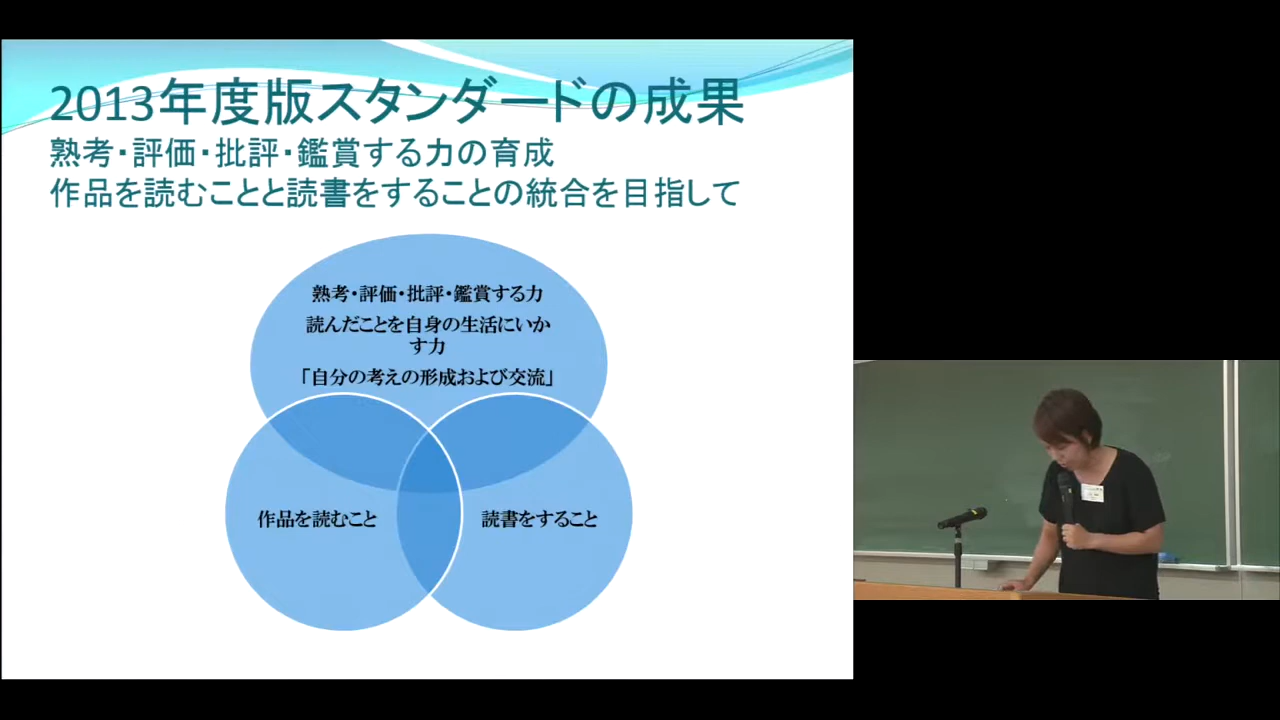 2013年度版スタンダードの成果
熟考・評価・批評・鑑賞する力の育成
作品を読むことと読書をすることの統合を目指して
熟考・評価・批評・鑑賞する力
読んだことを自身の生活にいか
す力
「自分の考えの形成および交流」
作品を読むこと
読書をすること